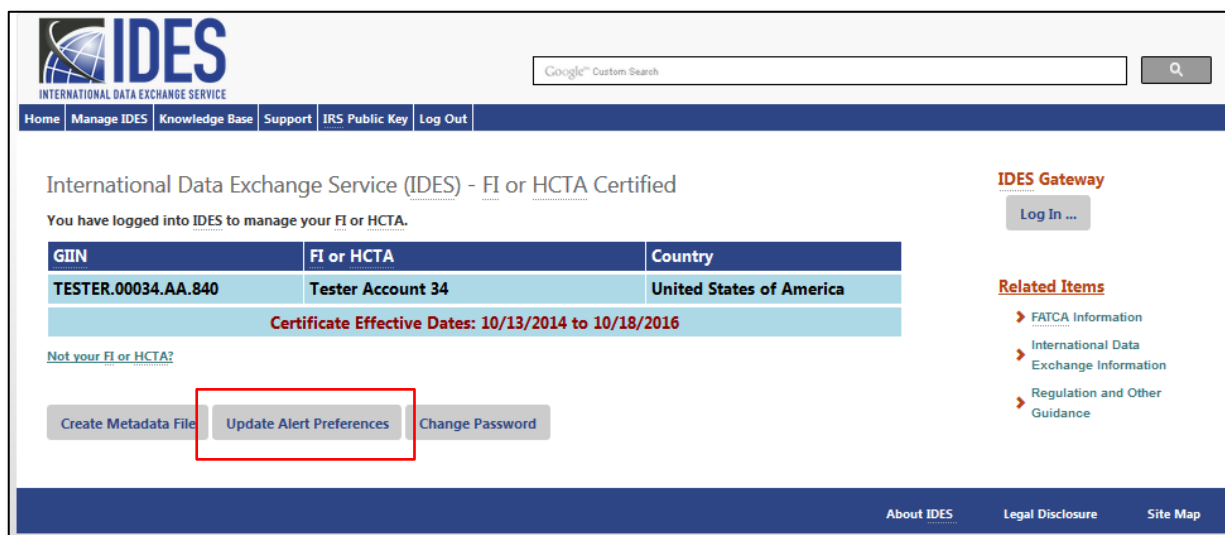 IDES
INTERNATIONAL DATA EXCHANGE SERVICE
Google™ Custom Search
Home Manage IDES Knowledge Base Support IRS Public Key Log Out
International Data Exchange Service (IDES) - FI or HCTA Certified
You have logged into IDES to manage your FI or HCTA.
GIIN FI or HCTA Country
TESTER.00034.AA.840 Tester Account 34 United States of America
Certificate Effective Dates: 10/13/2014 to 10/18/2016
Not your FI or HCTA?
Create Metadata File Update Alert Preferences Change Password
IDES Gateway
Log In ...
Related Items
FATCA Information
International Data
Exchange Information
Regulation and Other
Guidance
About IDES Legal Disclosure Site Map